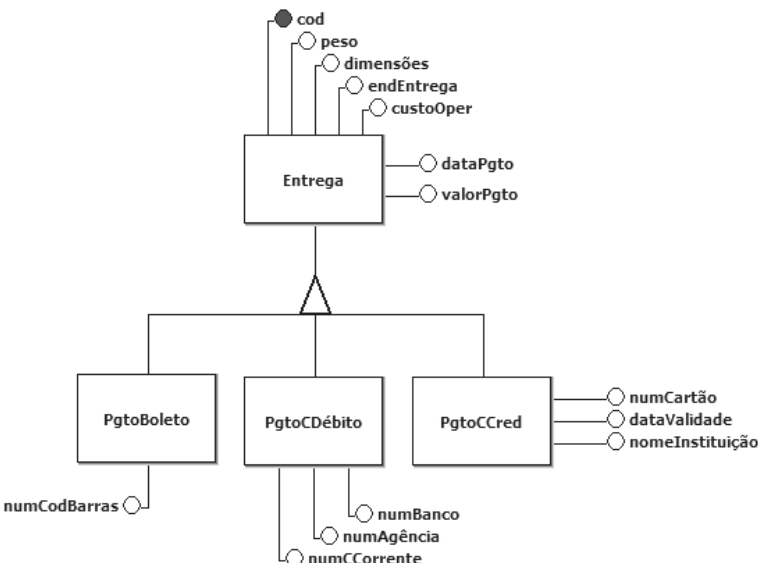 cod
peso
dimensões
endEntrega
custoOper
Entrega
dataPgto
valorPgto
PgtoBoleto
PgtoCDébito
PgtoCCred
numCartão
dataValidade
nomeInstituição
numCodBarras
numBanco
numAgência
numCCorrente